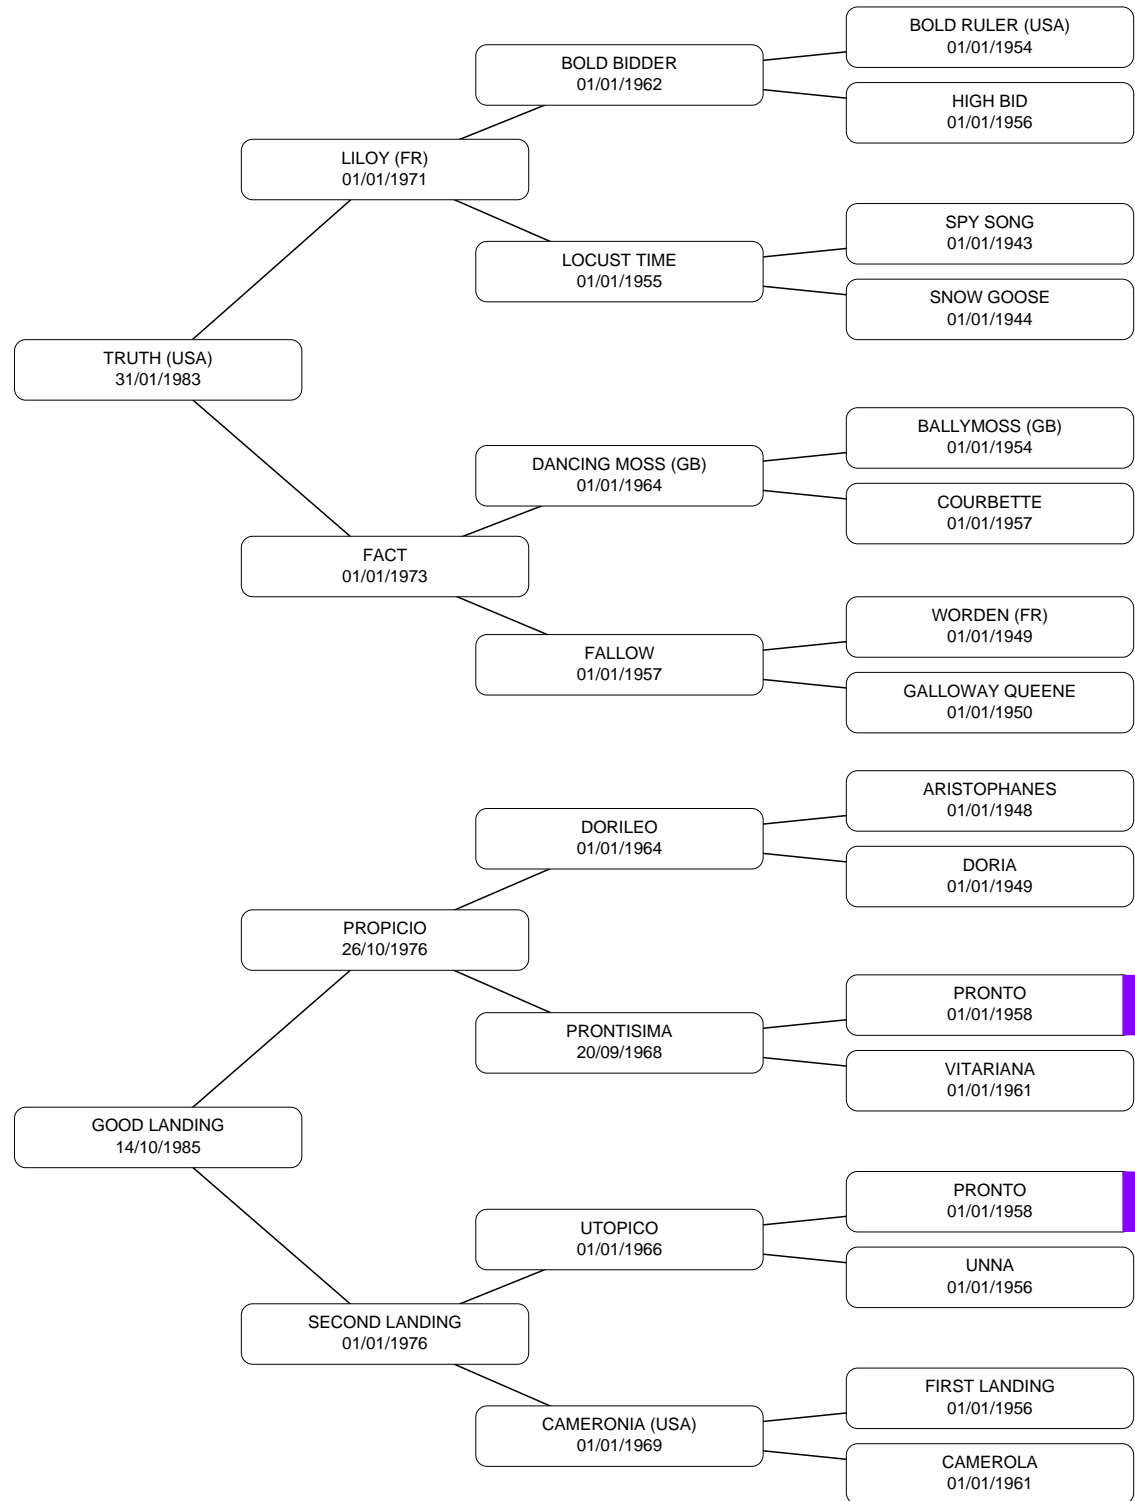 BOLD RULER (USA)
01/01/1954
BOLD BIDDER
01/01/1962
HIGH BID
01/01/1956
LILOY (FR)
01/01/1971
SPY SONG
01/01/1943
LOCUST TIME
01/01/1955
SNOW GOOSE
01/01/1944
TRUTH (USA)
31/01/1983
BALLYMOSS (GB)
01/01/1954
DANCING MOSS (GB)
01/01/1964
COURBETTE
01/01/1957
FACT
01/01/1973
WORDEN (FR)
01/01/1949
FALLOW
01/01/1957
GALLOWAY QUEENE
01/01/1950
ARISTOPHANES
01/01/1948
DORILEO
01/01/1964
DORIA
01/01/1949
PROPICIO
26/10/1976
PRONTO
01/01/1958
PRONTISIMA
20/09/1968
VITARIANA
01/01/1961
GOOD LANDING
14/10/1985
PRONTO
01/01/1958
UTOPICO
01/01/1966
UNNA
01/01/1956
SECOND LANDING
01/01/1976
FIRST LANDING
01/01/1956
CAMERONIA (USA)
01/01/1969
CAMEROLA
01/01/1961